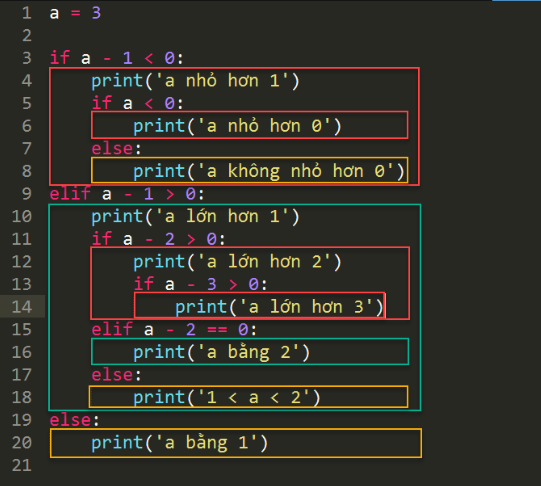 1 a = 3
2
3 if a - 1 < 0:
4     print('a nhỏ hơn 1')
5     if a < 0:
6         print('a nhỏ hơn 0')
7     else:
8         print('a không nhỏ hơn 0')
9 elif a - 1 > 0:
10     print('a lớn hơn 1')
11     if a - 2 > 0:
12         print('a lớn hơn 2')
13         if a - 3 > 0:
14             print('a lớn hơn 3')
15     elif a - 2 == 0:
16         print('a bằng 2')
17     else:
18         print('1 < a < 2')
19 else:
20     print('a bằng 1')
21